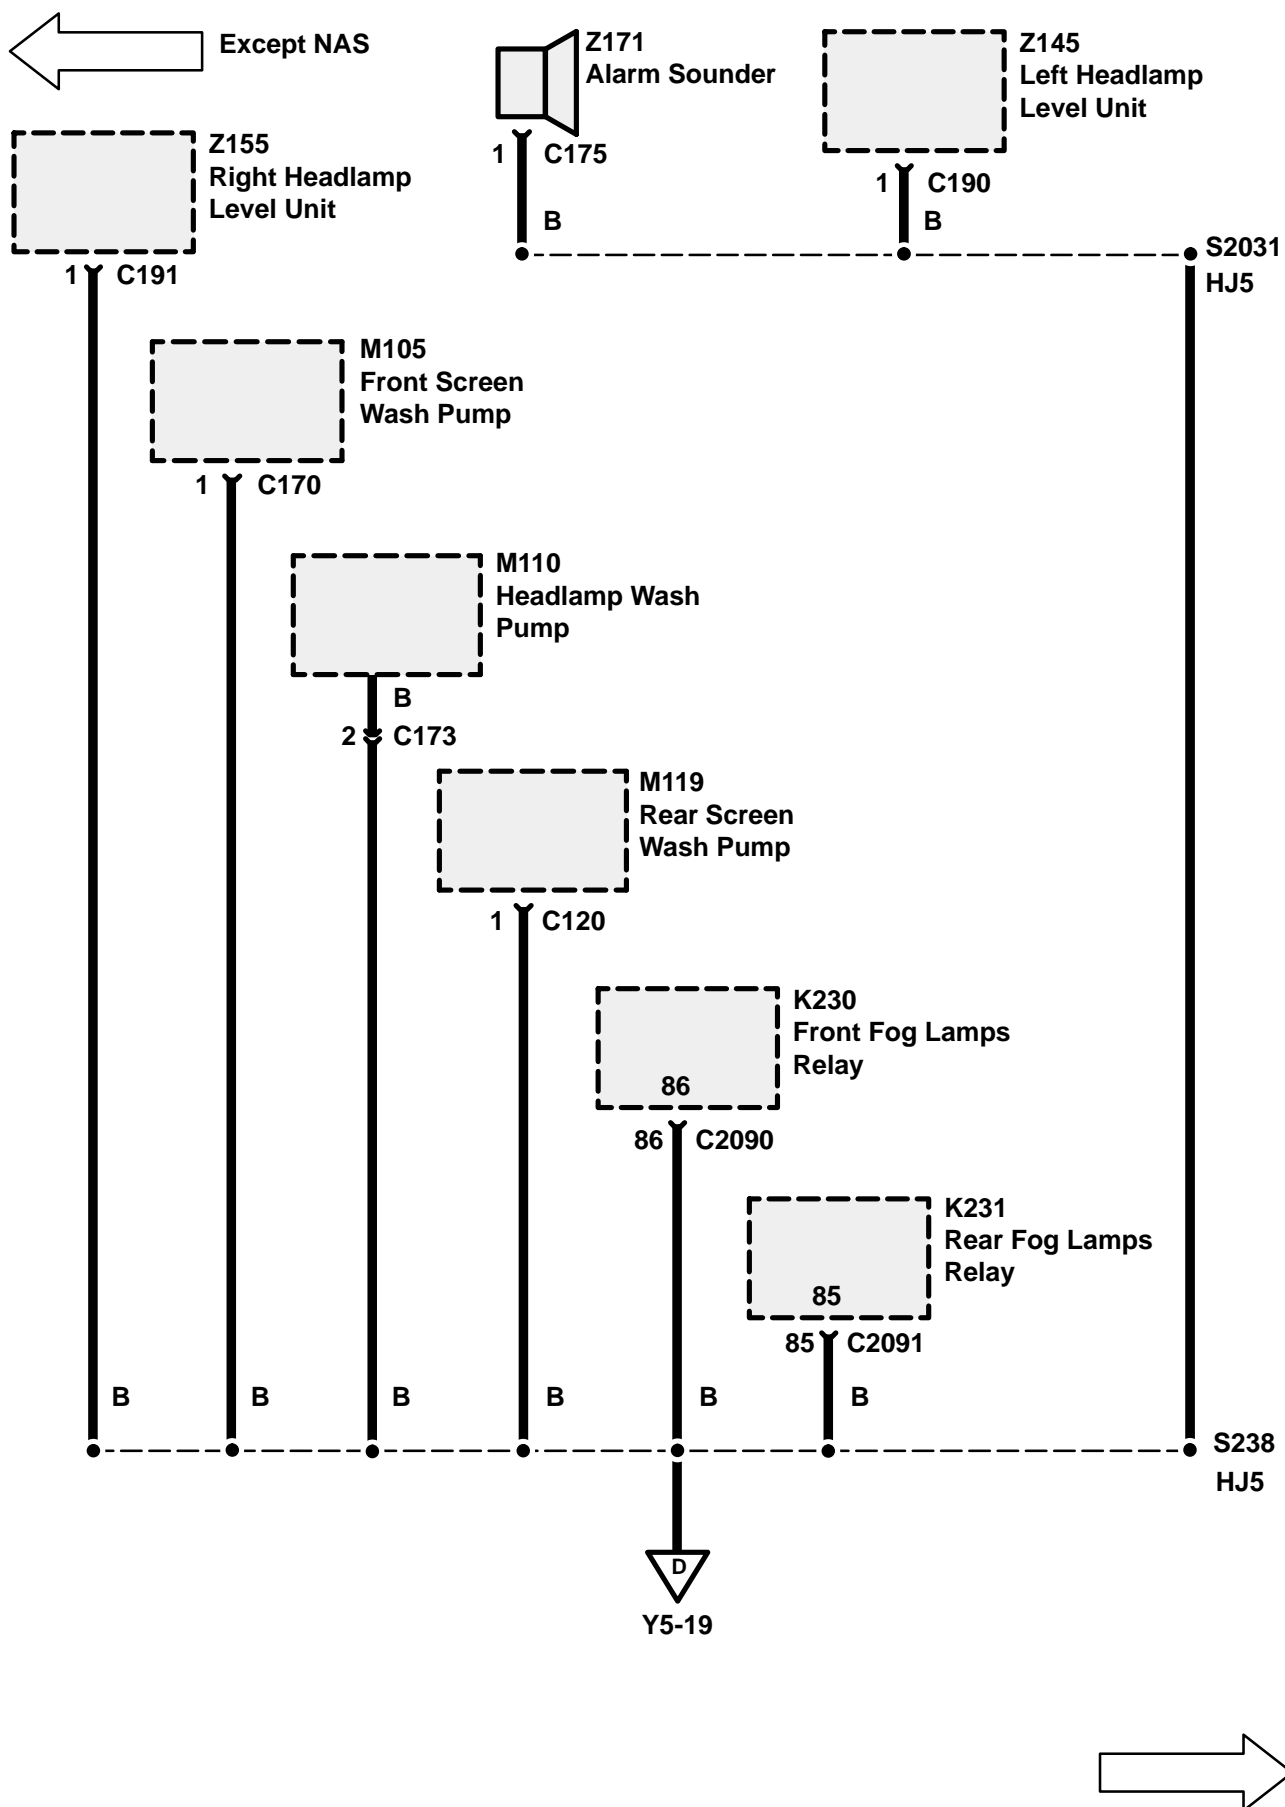 Except NAS
Z171
Alarm Sounder
Z145
Left Headlamp
Level Unit
Z155
Right Headlamp
Level Unit
1 C175
1 C190
B
B
S2031
HJ5
1 C191
M105
Front Screen
Wash Pump
1 C170
M110
Headlamp Wash
Pump
B
2 C173
M119
Rear Screen
Wash Pump
1 C120
K230
Front Fog Lamps
Relay
86
86 C2090
K231
Rear Fog Lamps
Relay
85
85 C2091
B B B B B B
S238
HJ5
D
Y5-19